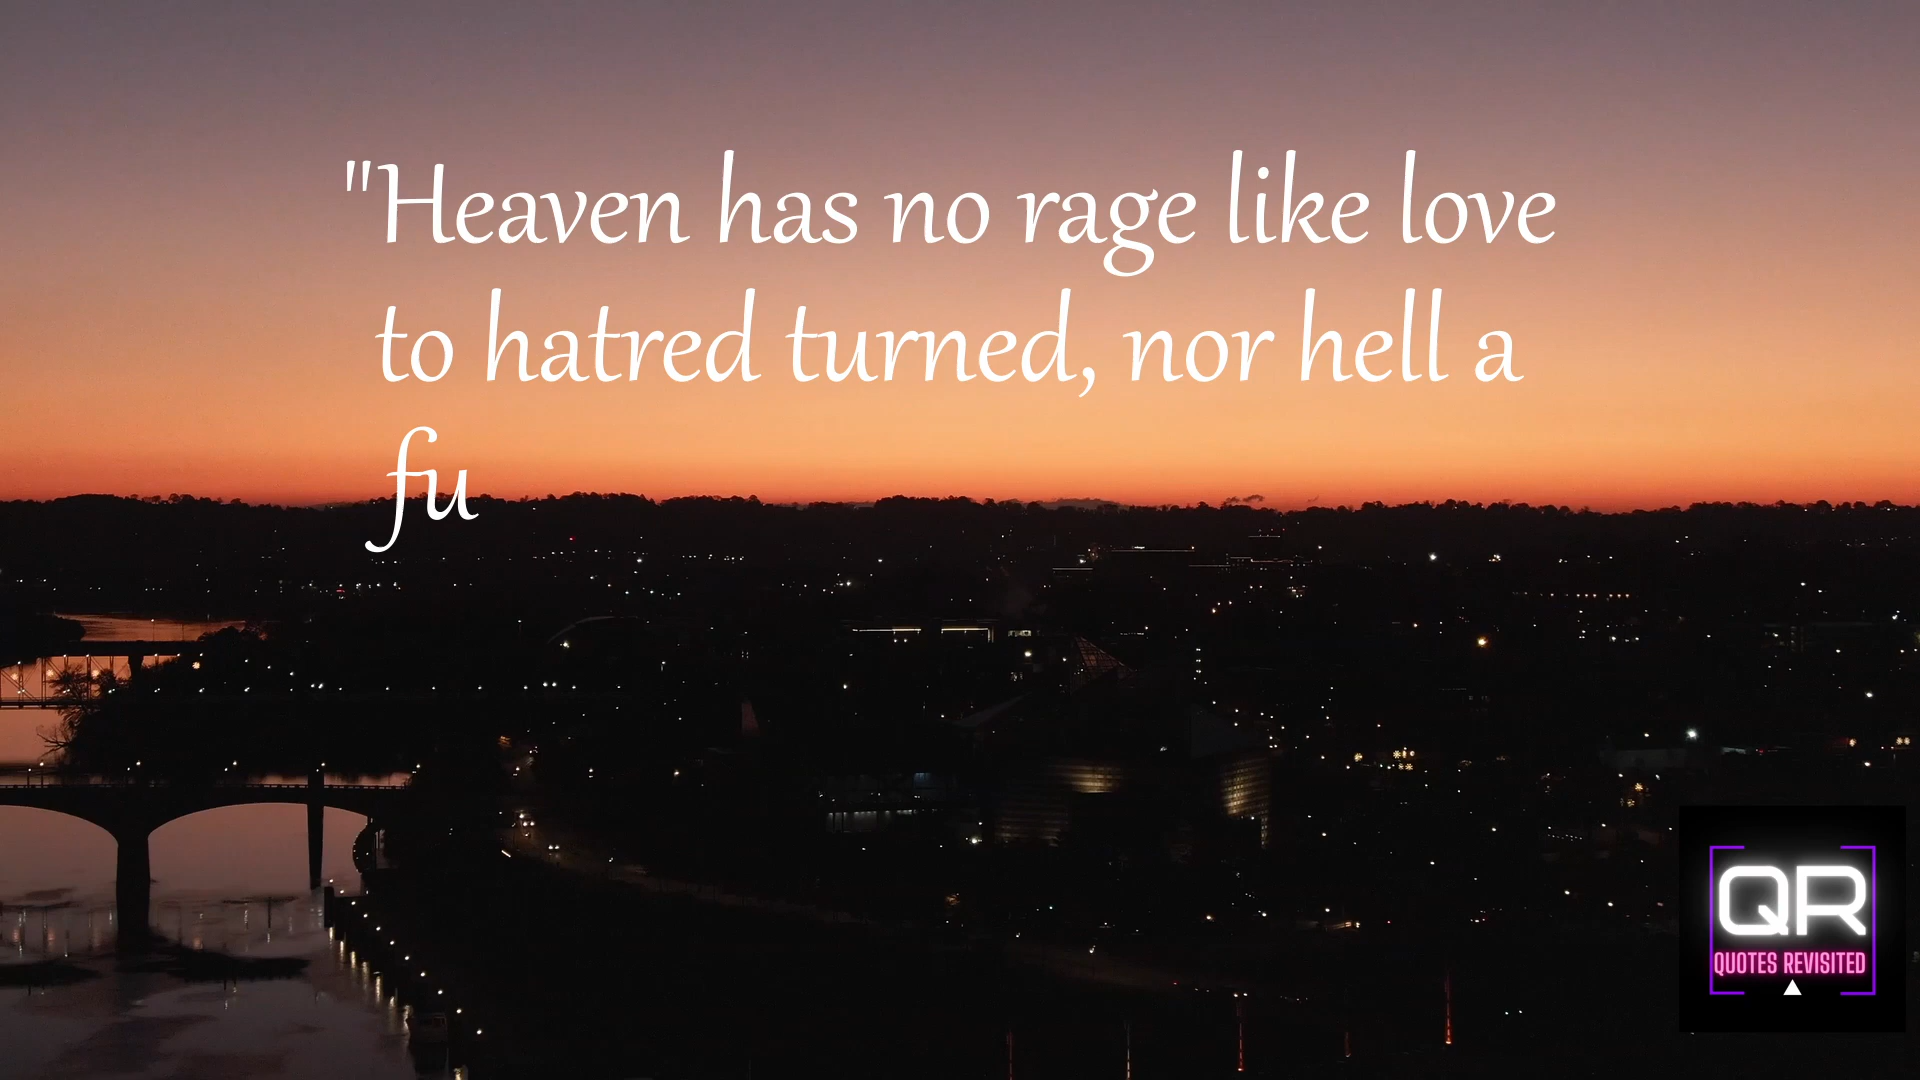 "Heaven has no rage like love
to hatred turned, nor hell a
fu
QR
QUOTES REVISITED